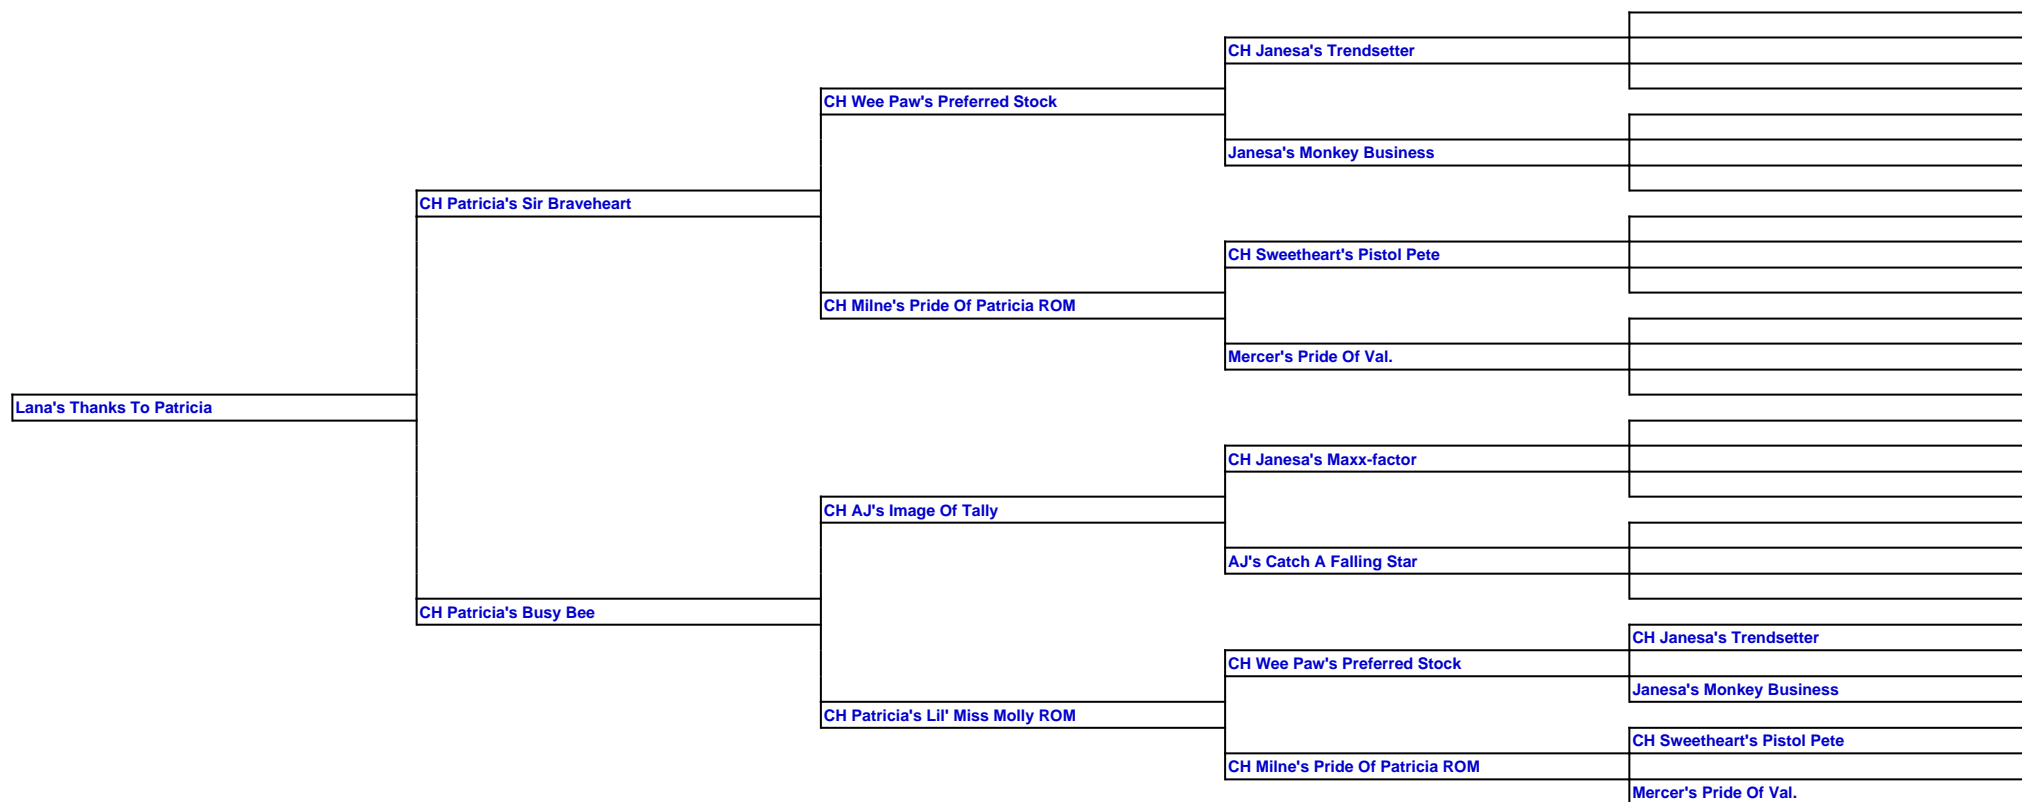 CH Janesa's Trendsetter
CH Wee Paw's Preferred Stock
Janesa's Monkey Business
CH Patricia's Sir Braveheart
CH Sweetheart's Pistol Pete
CH Milne's Pride Of Patricia ROM
Mercer's Pride Of Val.
Lana's Thanks To Patricia
CH Janesa's Maxx-factor
CH AJ's Image Of Tally
AJ's Catch A Falling Star
CH Patricia's Busy Bee
CH Janesa's Trendsetter
CH Wee Paw's Preferred Stock
Janesa's Monkey Business
CH Patricia's Lil' Miss Molly ROM
CH Sweetheart's Pistol Pete
CH Milne's Pride Of Patricia ROM
Mercer's Pride Of Val.